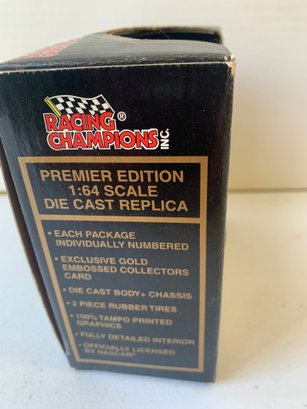 RACING
CHAMPIONS
INC.
®
PREMIER EDITION
1:64 SCALE
DIE CAST REPLICA
• EACH PACKAGE
INDIVIDUALLY NUMBERED
• EXCLUSIVE GOLD
EMBOSSED COLLECTORS
CARD
• DIE CAST BODY + CHASSIS
• 2 PIECE RUBBER TIRES
• 100% TAMPO PRINTED
GRAPHICS
• FULLY DETAILED INTERIOR
• OFFICIALLY LICENSED
BY NASCAR®